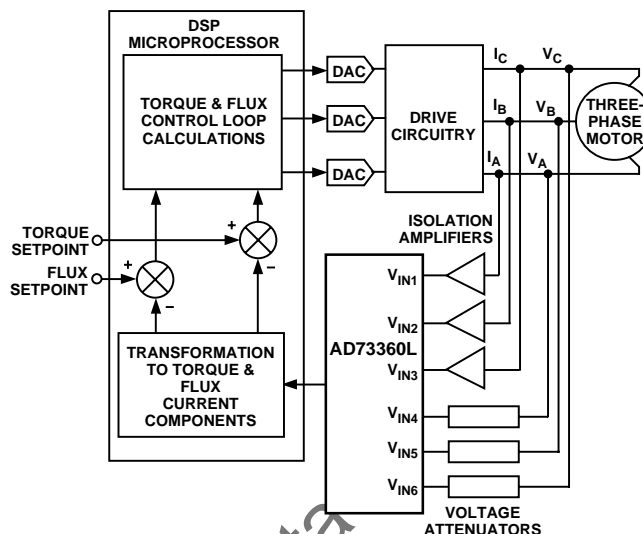 DSP
MICROPROCESSOR
TORQUE & FLUX
CONTROL LOOP
CALCULATIONS
DAC
DAC
DAC
DRIVE
CIRCUITRY
IC
VC
IB
VB
IA
VA
THREE-
PHASE
MOTOR
TORQUE
SETPOINT
+
–
FLUX
SETPOINT
+
–
ISOLATION
AMPLIFIERS
TRANSFORMATION
TO TORQUE &
FLUX
CURRENT
COMPONENTS
AD73360L
VIN1
VIN2
VIN3
VIN4
VIN5
VIN6
VOLTAGE
ATTENUATORS